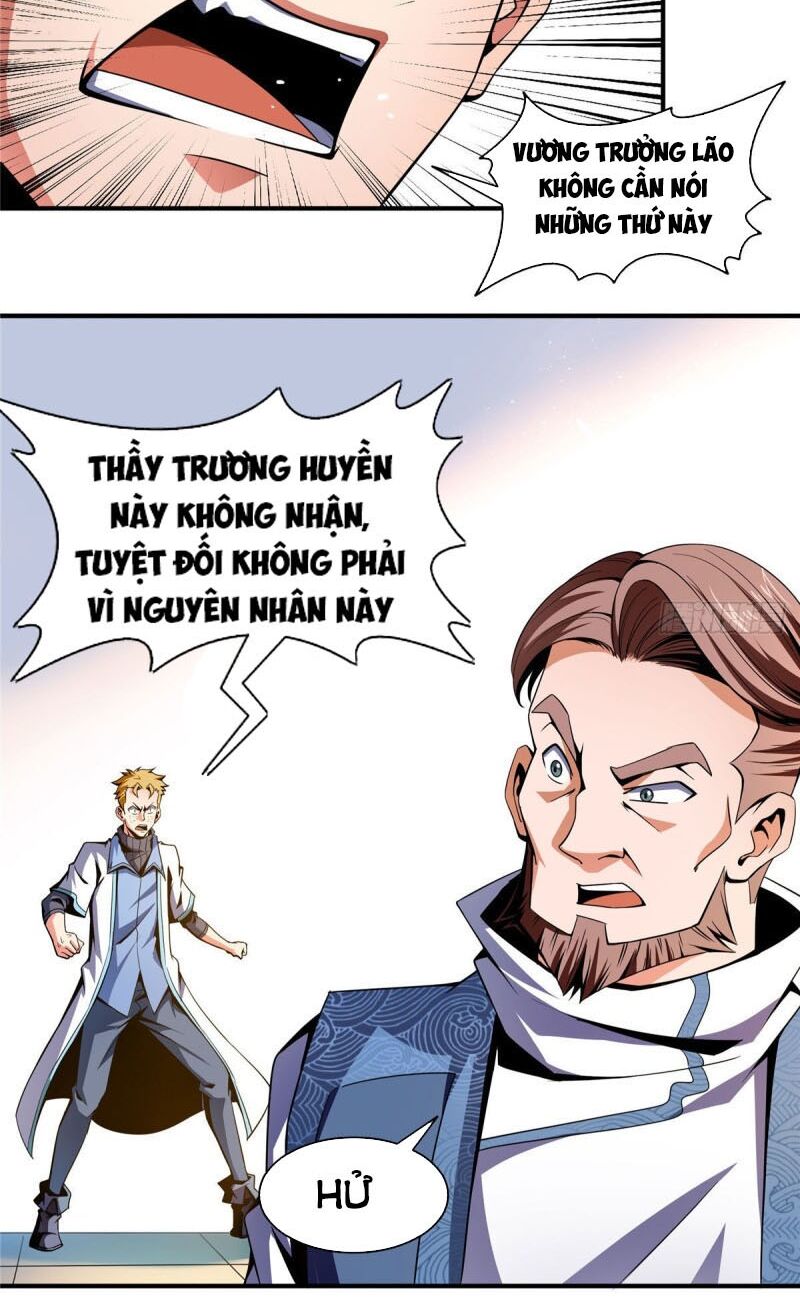 VƯƠNG TRƯỞNG LÃO
KHÔNG CẦN NÓI
NHỮNG THỨ NÀY
THẦY TRƯƠNG HUYỀN
NÀY KHÔNG NHẬN,
TUYỆT ĐỐI KHÔNG PHẢI
VÌ NGUYÊN NHÂN NÀY
HỬ